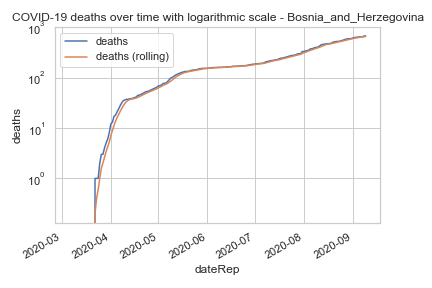 COVID-19 deaths over time with logarithmic scale - Bosnia_and_Herzegovina
10³
deaths
deaths (rolling)
10²
10¹
10⁰
deaths
2020-03
2020-04
2020-05
2020-06
2020-07
2020-08
2020-09
dateRep